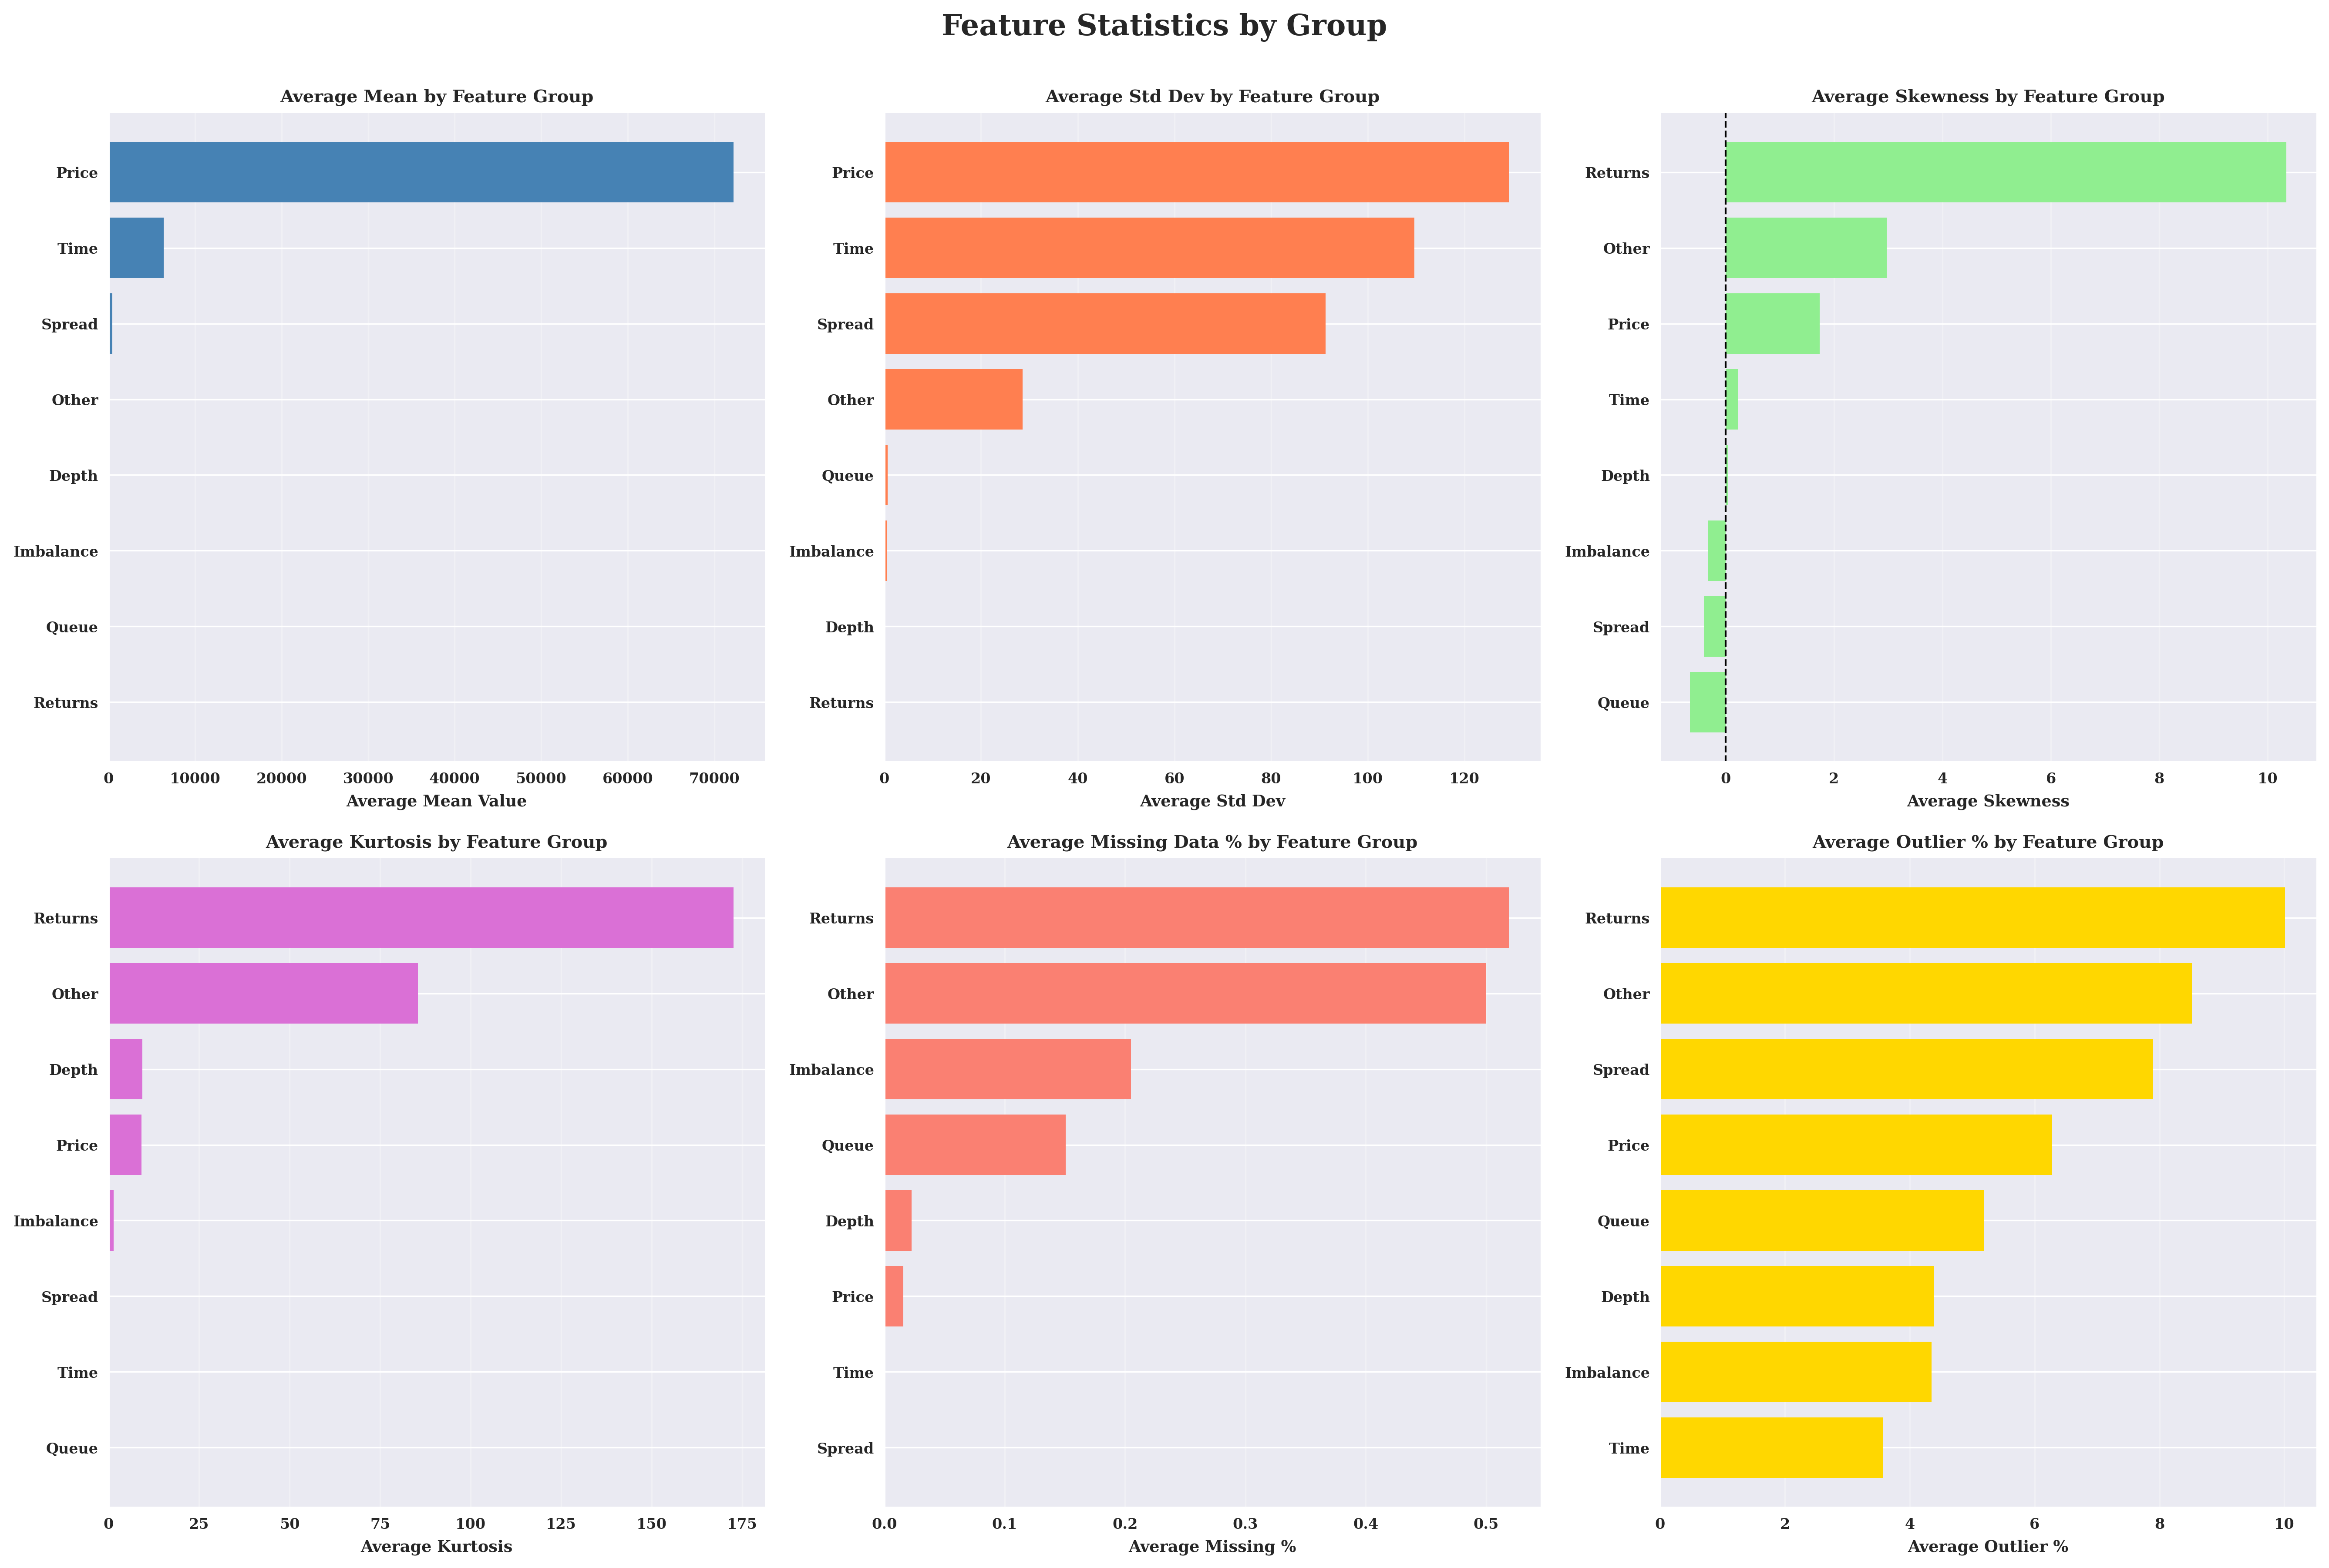 Feature Statistics by Group
Average Mean by Feature Group
Price
Time
Spread
Other
Depth
Imbalance
Queue
Returns
0 10000 20000 30000 40000 50000 60000 70000
Average Mean Value
Average Std Dev by Feature Group
Price
Time
Spread
Other
Queue
Imbalance
Depth
Returns
0 20 40 60 80 100 120
Average Std Dev
Average Skewness by Feature Group
Returns
Other
Price
Time
Depth
Imbalance
Spread
Queue
0 2 4 6 8 10
Average Skewness
Average Kurtosis by Feature Group
Returns
Other
Depth
Price
Imbalance
Spread
Time
Queue
0 25 50 75 100 125 150 175
Average Kurtosis
Average Missing Data % by Feature Group
Returns
Other
Imbalance
Queue
Depth
Price
Time
Spread
0.0 0.1 0.2 0.3 0.4 0.5
Average Missing %
Average Outlier % by Feature Group
Returns
Other
Spread
Price
Queue
Depth
Imbalance
Time
0 2 4 6 8 10
Average Outlier %